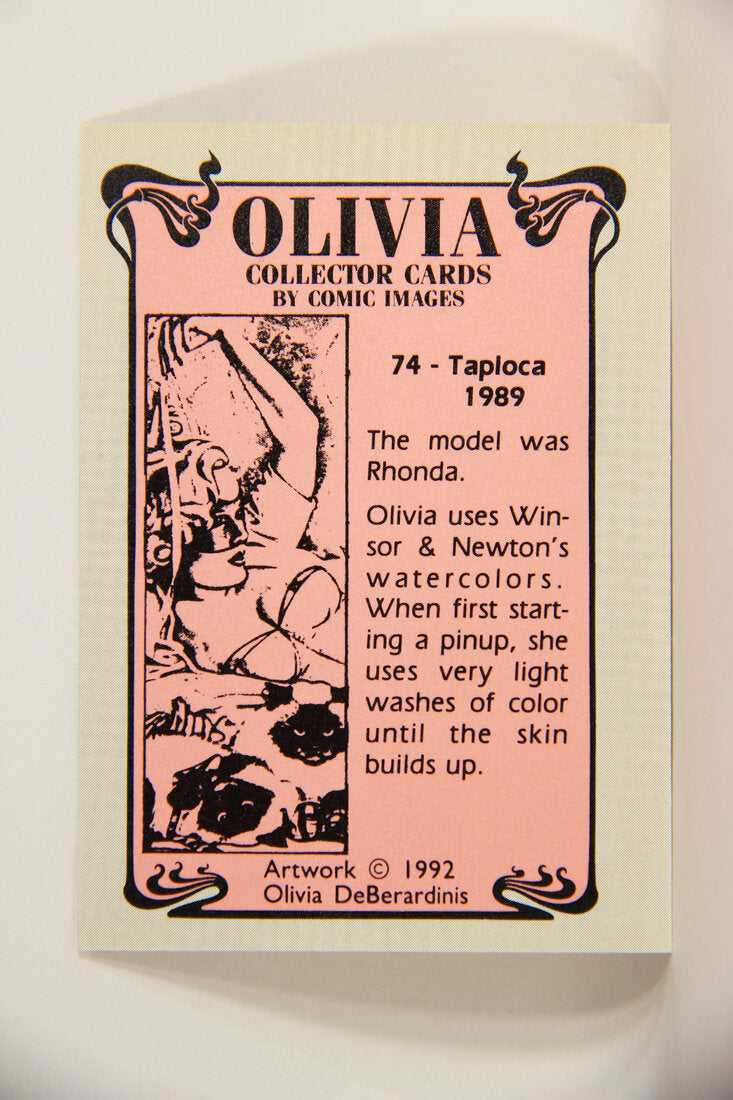 OLIVIA
COLLECTOR CARDS
BY COMIC IMAGES
74 - Tapioca
1989
The model was
Rhonda.
Olivia uses Win-
sor & Newton's
watercolors.
When first start-
ing a pinup, she
uses very light
washes of color
until the skin
builds up.
Artwork © 1992
Olivia DeBerardinis